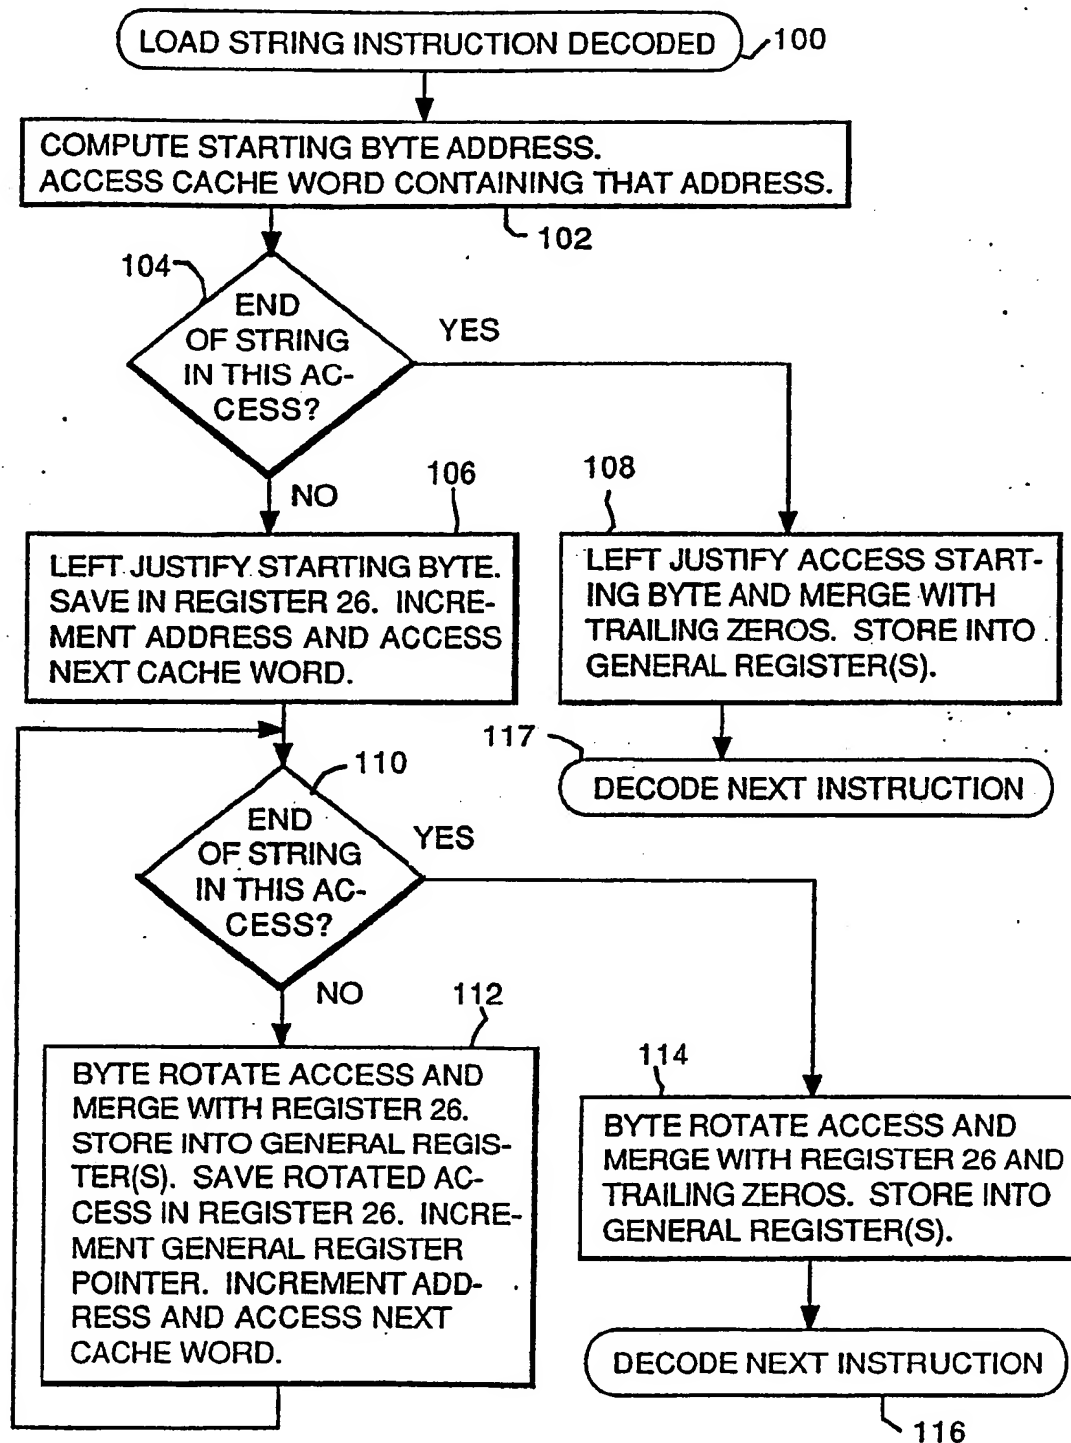 LOAD STRING INSTRUCTION DECODED
100
COMPUTE STARTING BYTE ADDRESS.
ACCESS CACHE WORD CONTAINING THAT ADDRESS.
102
104
END
OF STRING
IN THIS AC-
CESS?
YES
NO
106
LEFT JUSTIFY STARTING BYTE.
SAVE IN REGISTER 26. INCRE-
MENT ADDRESS AND ACCESS
NEXT CACHE WORD.
108
LEFT JUSTIFY ACCESS START-
ING BYTE AND MERGE WITH
TRAILING ZEROS. STORE INTO
GENERAL REGISTER(S).
117
DECODE NEXT INSTRUCTION
110
END
OF STRING
IN THIS AC-
CESS?
YES
NO
112
BYTE ROTATE ACCESS AND
MERGE WITH REGISTER 26.
STORE INTO GENERAL REGIS-
TER(S). SAVE ROTATED AC-
CESS IN REGISTER 26. INCRE-
MENT GENERAL REGISTER
POINTER. INCREMENT ADD-
RESS AND ACCESS NEXT
CACHE WORD.
114
BYTE ROTATE ACCESS AND
MERGE WITH REGISTER 26 AND
TRAILING ZEROS. STORE INTO
GENERAL REGISTER(S).
DECODE NEXT INSTRUCTION
116